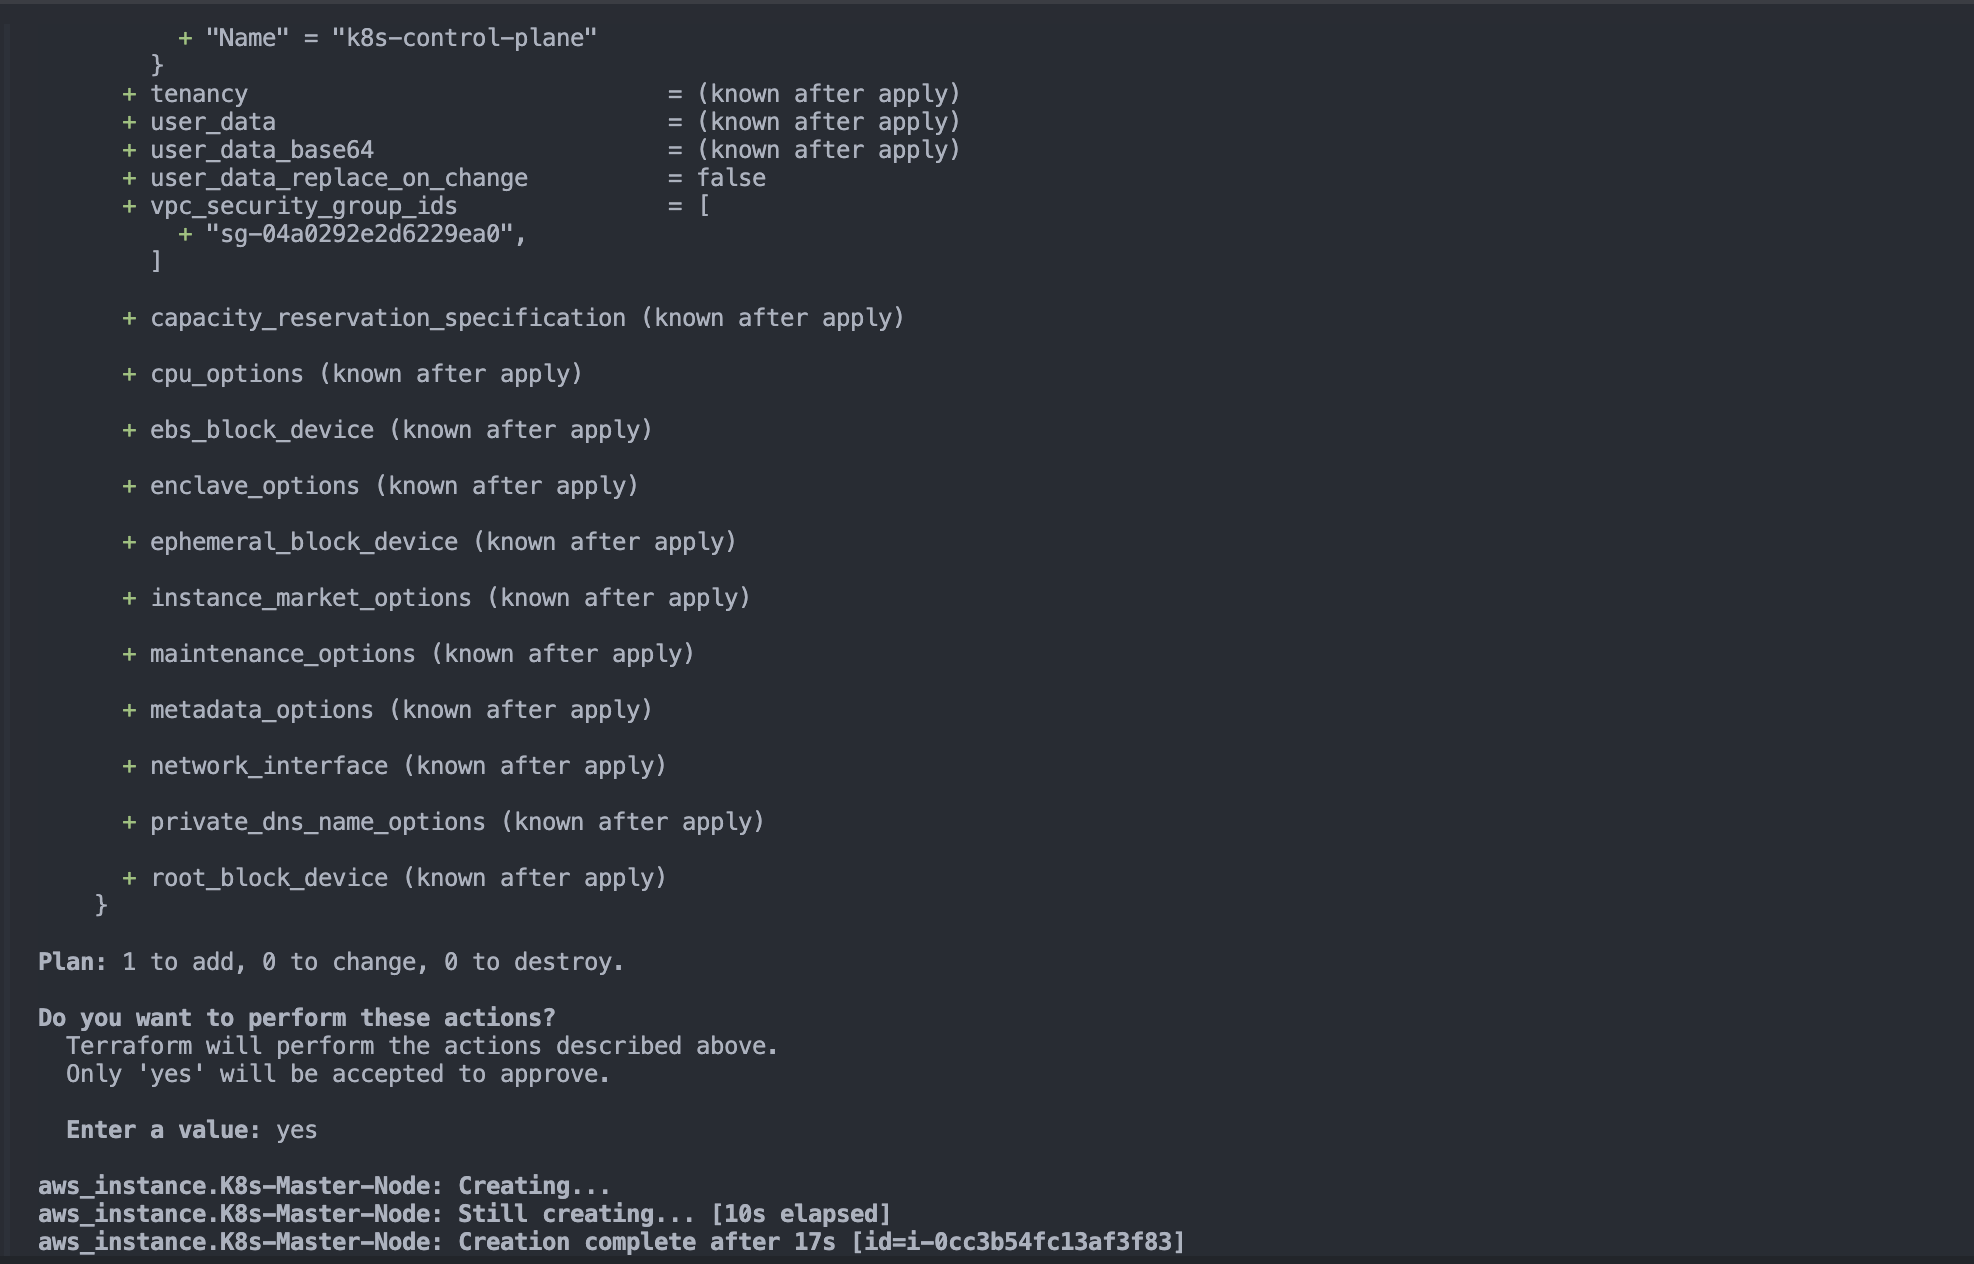 + "Name" = "k8s-control-plane"
}
+ tenancy = (known after apply)
+ user_data = (known after apply)
+ user_data_base64 = (known after apply)
+ user_data_replace_on_change = false
+ vpc_security_group_ids = [
+ "sg-04a0292e2d6229ea0",
]
+ capacity_reservation_specification (known after apply)
+ cpu_options (known after apply)
+ ebs_block_device (known after apply)
+ enclave_options (known after apply)
+ ephemeral_block_device (known after apply)
+ instance_market_options (known after apply)
+ maintenance_options (known after apply)
+ metadata_options (known after apply)
+ network_interface (known after apply)
+ private_dns_name_options (known after apply)
+ root_block_device (known after apply)
}
Plan: 1 to add, 0 to change, 0 to destroy.
Do you want to perform these actions?
Terraform will perform the actions described above.
Only 'yes' will be accepted to approve.
Enter a value: yes
aws_instance.K8s-Master-Node: Creating...
aws_instance.K8s-Master-Node: Still creating... [10s elapsed]
aws_instance.K8s-Master-Node: Creation complete after 17s [id=i-0cc3b54fc13af3f83]